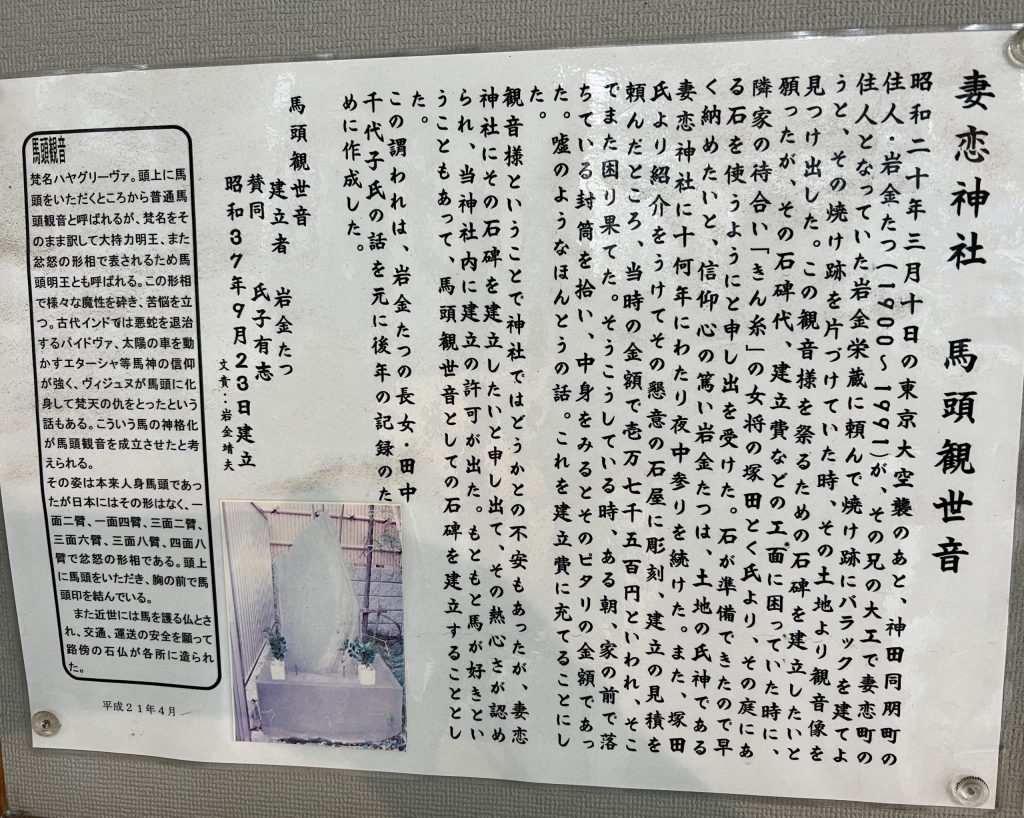 妻恋神社　馬頭観世音
昭和二十年三月十日の東京大空襲のあと、神田同朋町の
住人・岩金たつ(1900～1991)が、その兄の大工で妻恋町の
住人となっていた岩金栄蔵に頼んで焼け跡にバラックを建てよ
うと、その焼け跡を片づけていた時、その土地より観音像を
見つけ出した。この観音様を祭るための石碑を建立したいと
願ったが、その石碑代、建立費などの工面に困っていた時に、
隣家の待合い「きん糸」の女将の塚田とく氏より、その庭にあ
る石を使うようにと申し出を受けた。石が準備できたので早
く納めたいと、信仰心の篤い岩金たつは、土地の氏神である
妻恋神社に十何年にわたり夜中参りを続けた。また、塚田
氏より紹介をうけてその懇意の石屋に彫刻、建立の見積を
頼んだところ、当時の金額で壱万七千五百円といわれ、そこ
でまた困り果てた。そうこうしている時、ある朝、家の前で落
ちている封筒を拾い、中身をみるとそのピタリの金額であっ
た。嘘のようなほんとうの話。これを建立費に充てることにし
た。
観音様ということで神社ではどうかとの不安もあったが、妻恋
神社にその石碑を建立したいと申し出て、その熱心さが認め
られ、当神社内に建立の許可が出た。もともと馬が好きとい
うこともあって、馬頭観世音としての石碑を建立することとし
た。
この謂われは、岩金たつの長女・田中
千代子氏の話を元に後年の記録のた
めに作成した。
馬頭観世音
建立者　岩金たつ
賛同　氏子有志
昭和37年9月23日建立
文責：岩金靖夫
馬頭観音
梵名ハヤグリーヴァ。頭上に馬
頭をいただくところから普通馬
頭観音と呼ばれるが、梵名をそ
のまま訳して大持力明王、また
忿怒の形相で表されるため馬
頭明王とも呼ばれる。この形相
で様々な魔性を砕き、苦悩を立
つ。古代インドでは悪蛇を退治
するパイドヴァ、太陽の車を動
かすエターシャ等馬神の信仰
が強く、ヴィジュヌが馬頭に化
身して梵天の仇をとったという
話もある。こういう馬の神格化
が馬頭観音を成立させたと考
えられる。
その姿は本来人身馬頭であっ
たが日本にはその形はなく、一
面二臂、一面四臂、三面二臂、
三面六臂、三面八臂、四面八
臂で忿怒の形相である。頭上
に馬頭をいただき、胸の前で馬
頭印を結んでいる。
また近世には馬を護る仏とさ
れ、交通、運送の安全を願って
路傍の石仏が各所に造られ
た。
平成21年4月